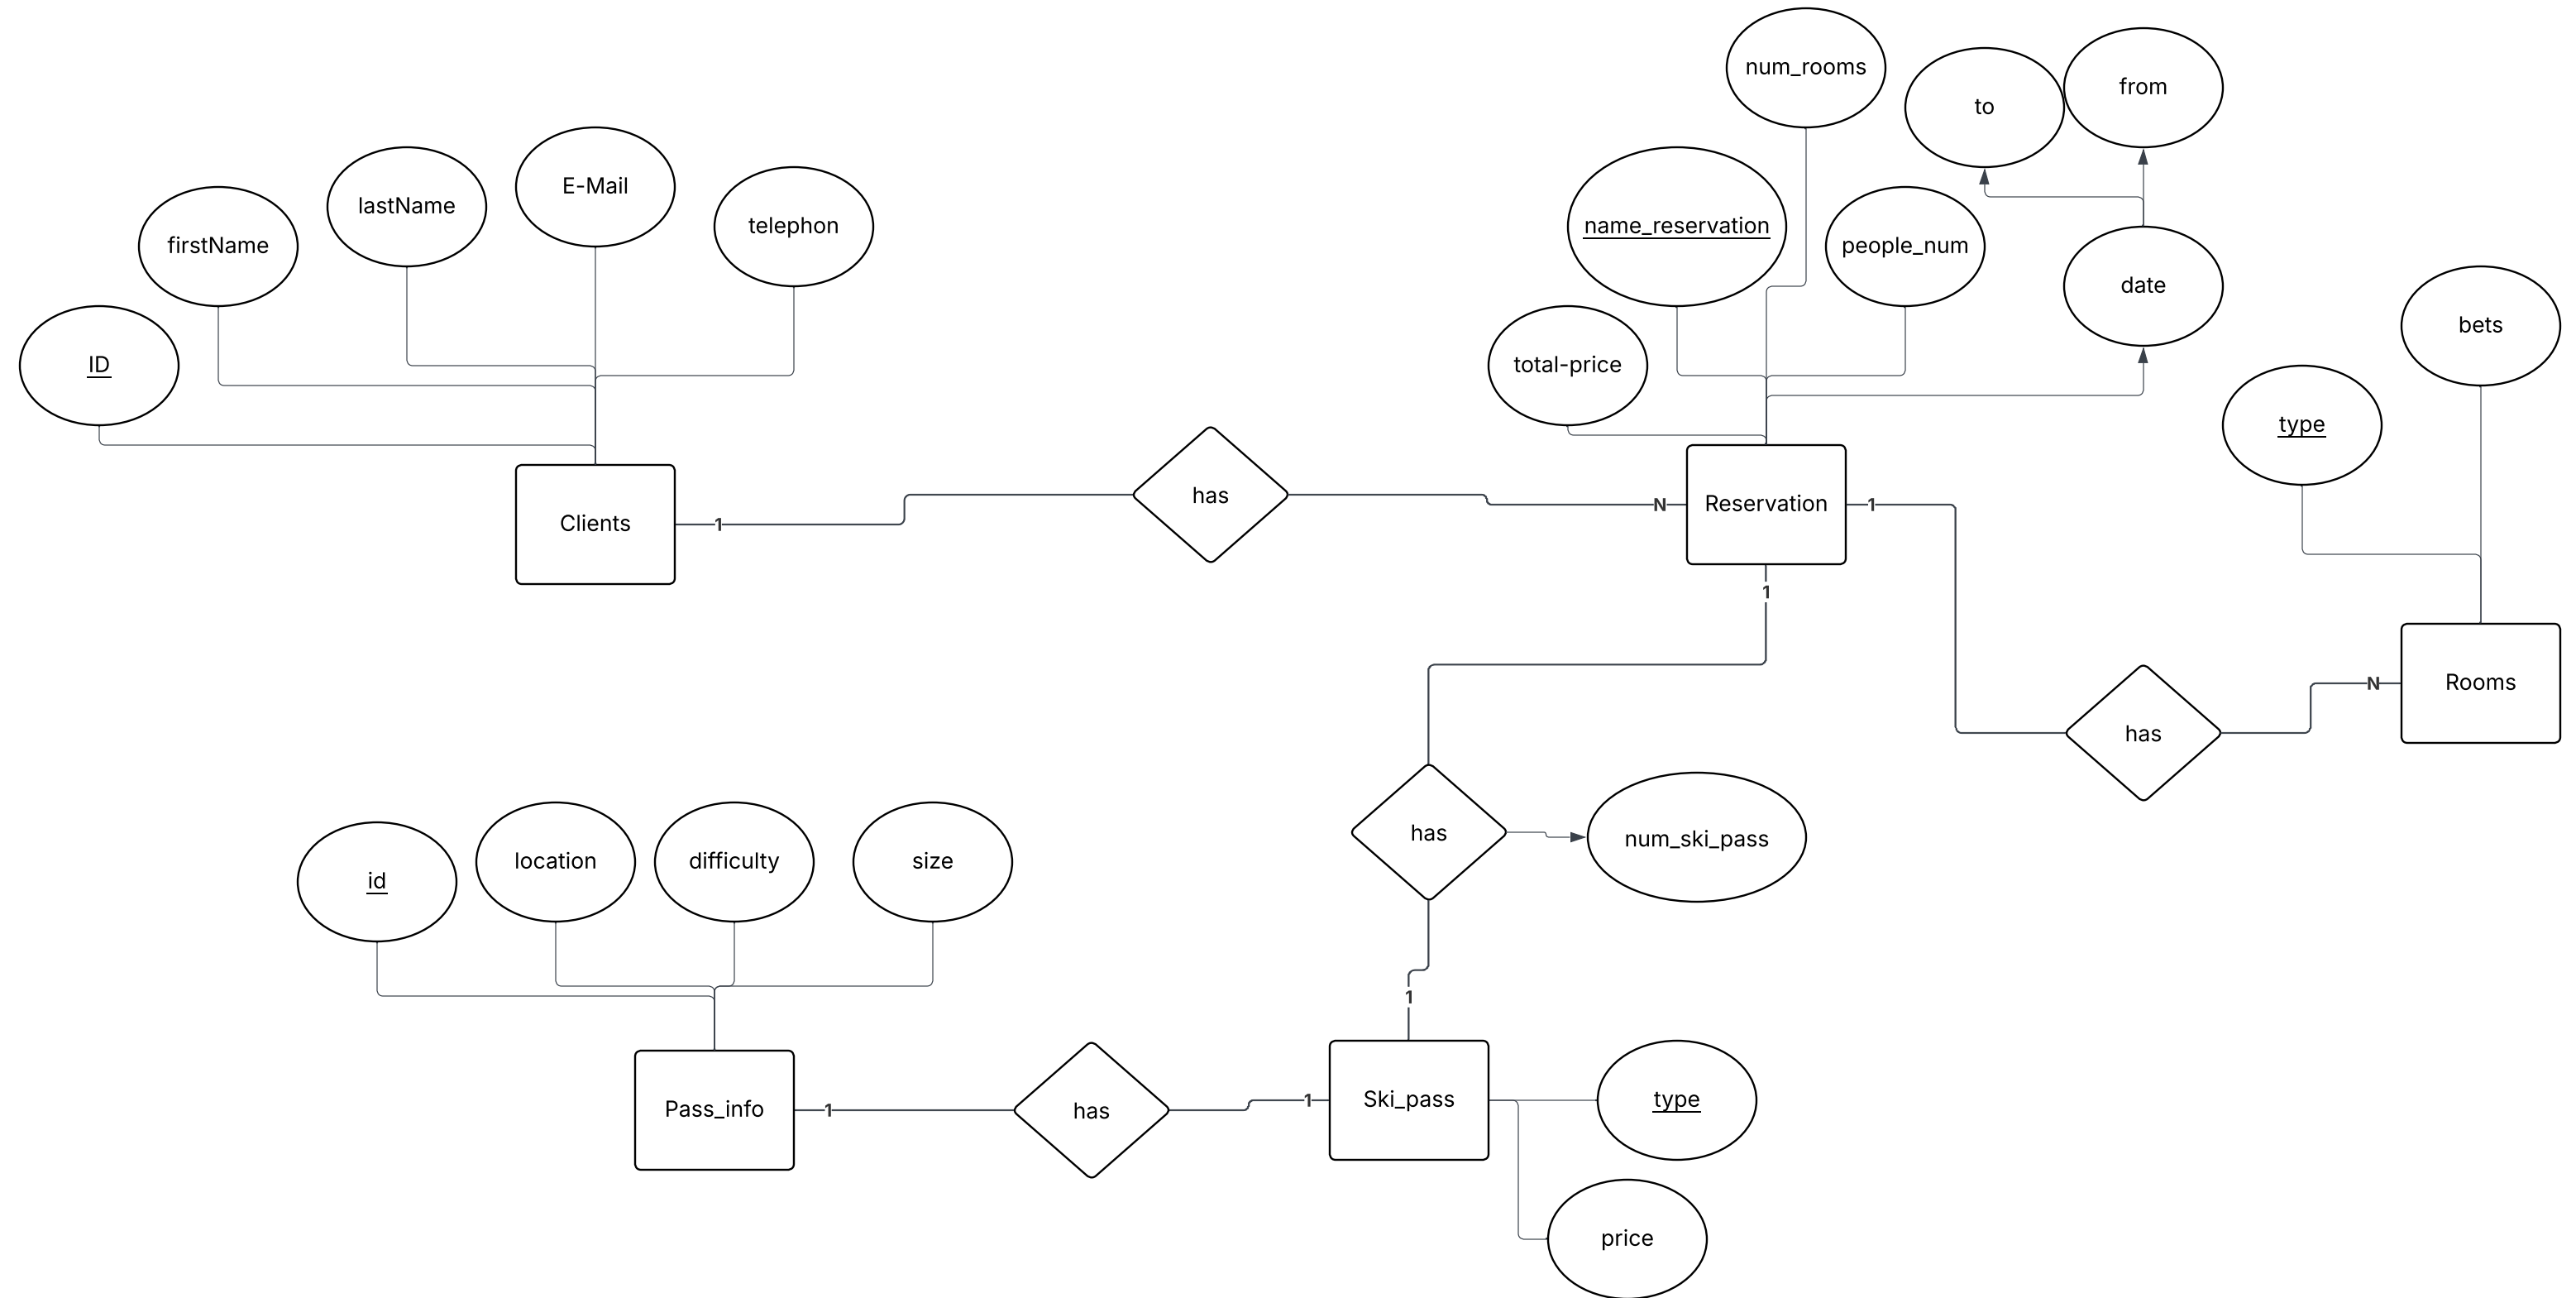 num_rooms
to
from
firstName
lastName
E-Mail
telephon
name_reservation
people_num
date
ID
total-price
type
bets
Clients
1
has
N
Reservation
1
1
has
N
Rooms
id
location
difficulty
size
has
num_ski_pass
1
Pass_info
1
has
1
Ski_pass
type
price